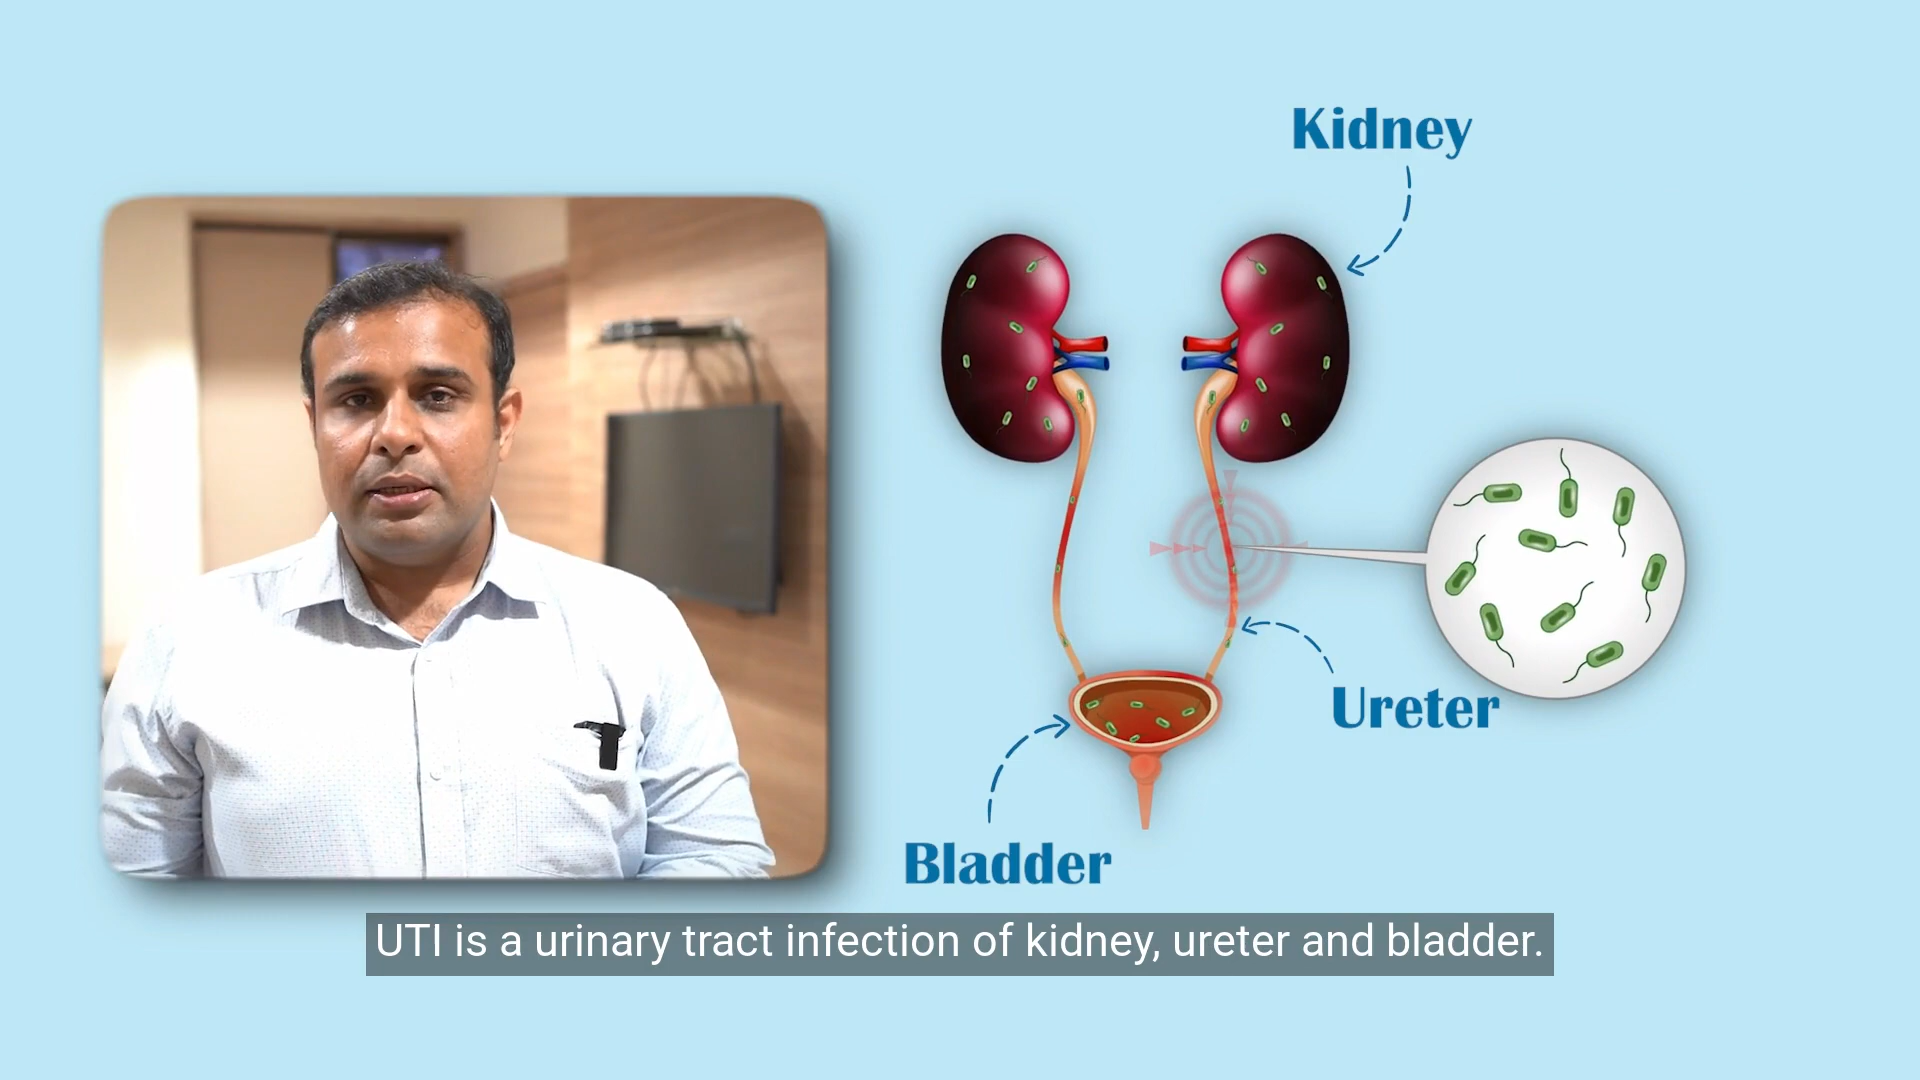 Kidney
Ureter
Bladder
UTI is a urinary tract infection of kidney, ureter and bladder.